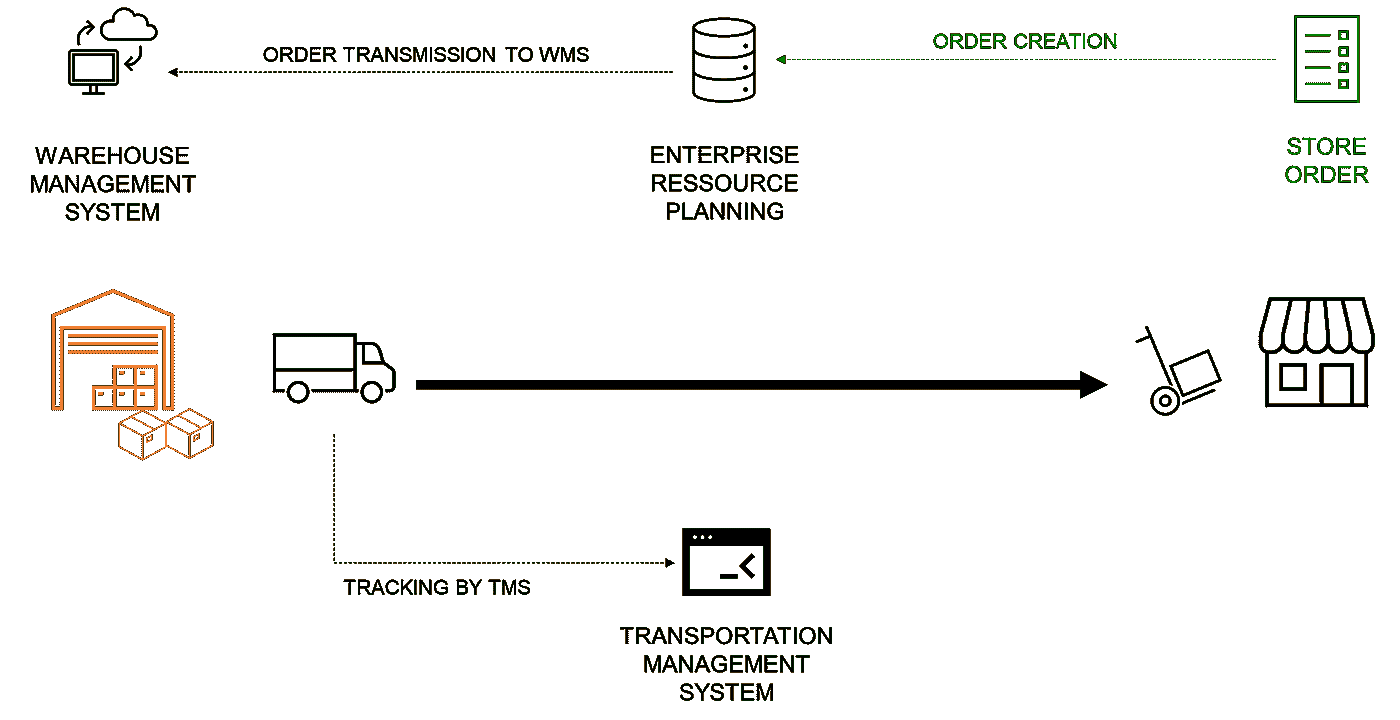 ORDER TRANSMISSION TO WMS
ORDER CREATION
WAREHOUSE
MANAGEMENT
SYSTEM
ENTERPRISE
RESSOURCE
PLANNING
STORE
ORDER
TRACKING BY TMS
TRANSPORTATION
MANAGEMENT
SYSTEM